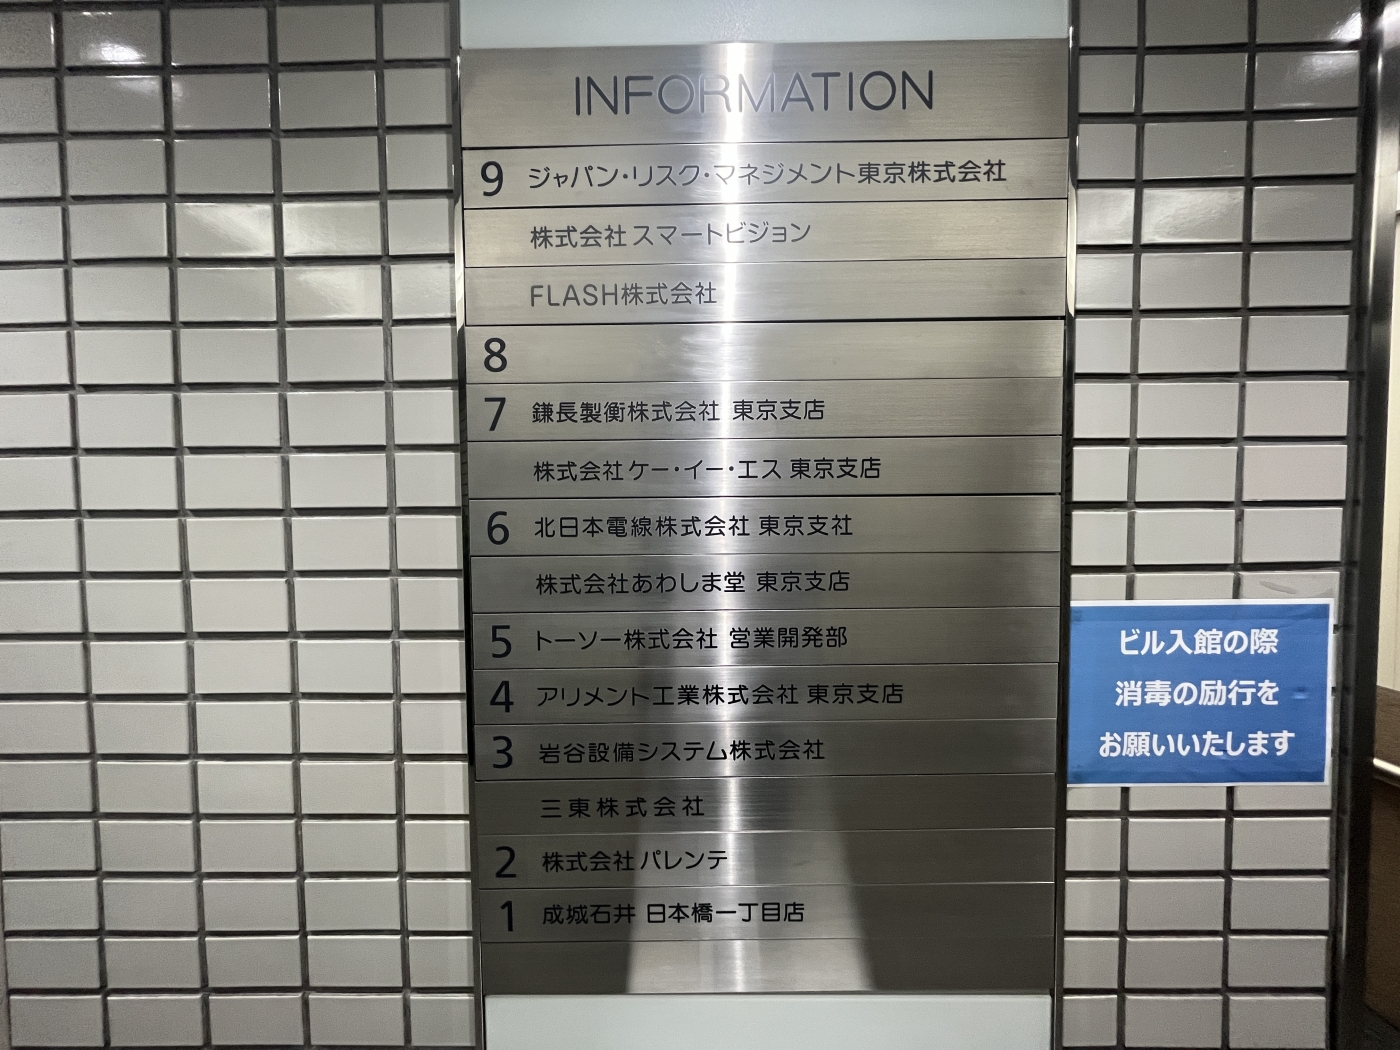 INFORMATION
9 ジャパン・リスク・マネジメント東京株式会社
株式会社スマートビジョン
FLASH株式会社
8
7 鎌長製衡株式会社 東京支店
株式会社ケー・イー・エス 東京支店
6 北日本電線株式会社 東京支社
株式会社あわしま堂 東京支店
5 トーソー株式会社 営業開発部
4 アリメント工業株式会社 東京支店
3 岩谷設備システム株式会社
三東株式会社
2 株式会社パレンテ
1 成城石井 日本橋一丁目店
ビル入館の際
消毒の励行を
お願いいたします